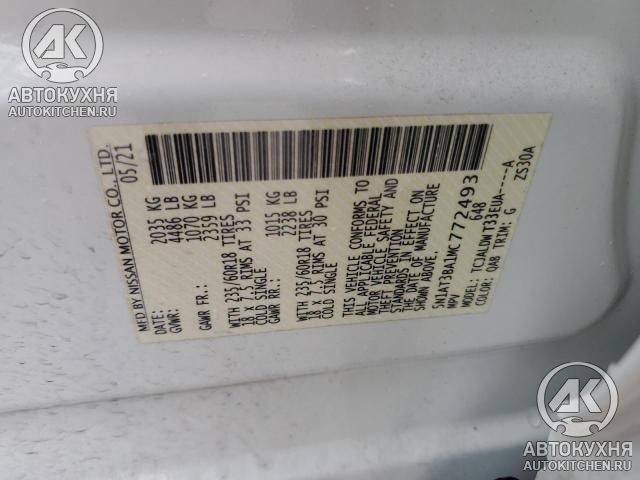 АВТОКУХНЯ
AUTOKITCHEN.RU
MFD BY NISSAN MOTOR CO., LTD.
05/21
GVWR: 2035 KG
4486 LB
GAWR FR.: 1070 KG
2359 LB
WITH 235/60R18 TIRES
18 x 7.5 RIMS AT 33 PSI
COLD SINGLE
GAWR RR.: 1015 KG
2238 LB
WITH 235/60R18 TIRES
18 x 7.5 RIMS AT 30 PSI
COLD SINGLE
THIS VEHICLE CONFORMS TO
ALL APPLICABLE FEDERAL
MOTOR VEHICLE SAFETY AND
THEFT PREVENTION
STANDARDS IN EFFECT ON
THE DATE OF MANUFACTURE
SHOWN ABOVE.
5N1AT3BA1MC772493
MPV 648
TCJALDWT33EUA-----A
COLOR: QAB TRIM: G ZS30A
АВТОКУХНЯ
AUTOKITCHEN.RU